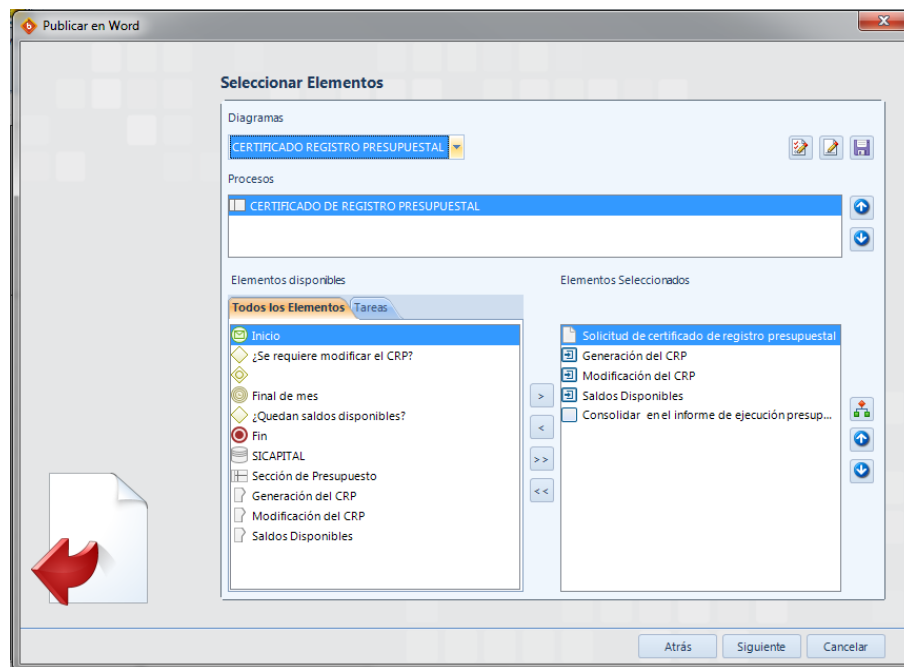 Publicar en Word
Seleccionar Elementos
Diagramas
CERTIFICADO REGISTRO PRESUPUESTAL
Procesos
CERTIFICADO DE REGISTRO PRESUPUESTAL
Elementos disponibles
Todos los Elementos
Tareas
Inicio
¿Se requiere modificar el CRP?
Final de mes
¿Quedan saldos disponibles?
Fin
SICAPITAL
Sección de Presupuesto
Generación del CRP
Modificación del CRP
Saldos Disponibles
>
<
>>
<<
Elementos Seleccionados
Solicitud de certificado de registro presupuestal
Generación del CRP
Modificación del CRP
Saldos Disponibles
Consolidar en el informe de ejecución presup...
Atrás
Siguiente
Cancelar